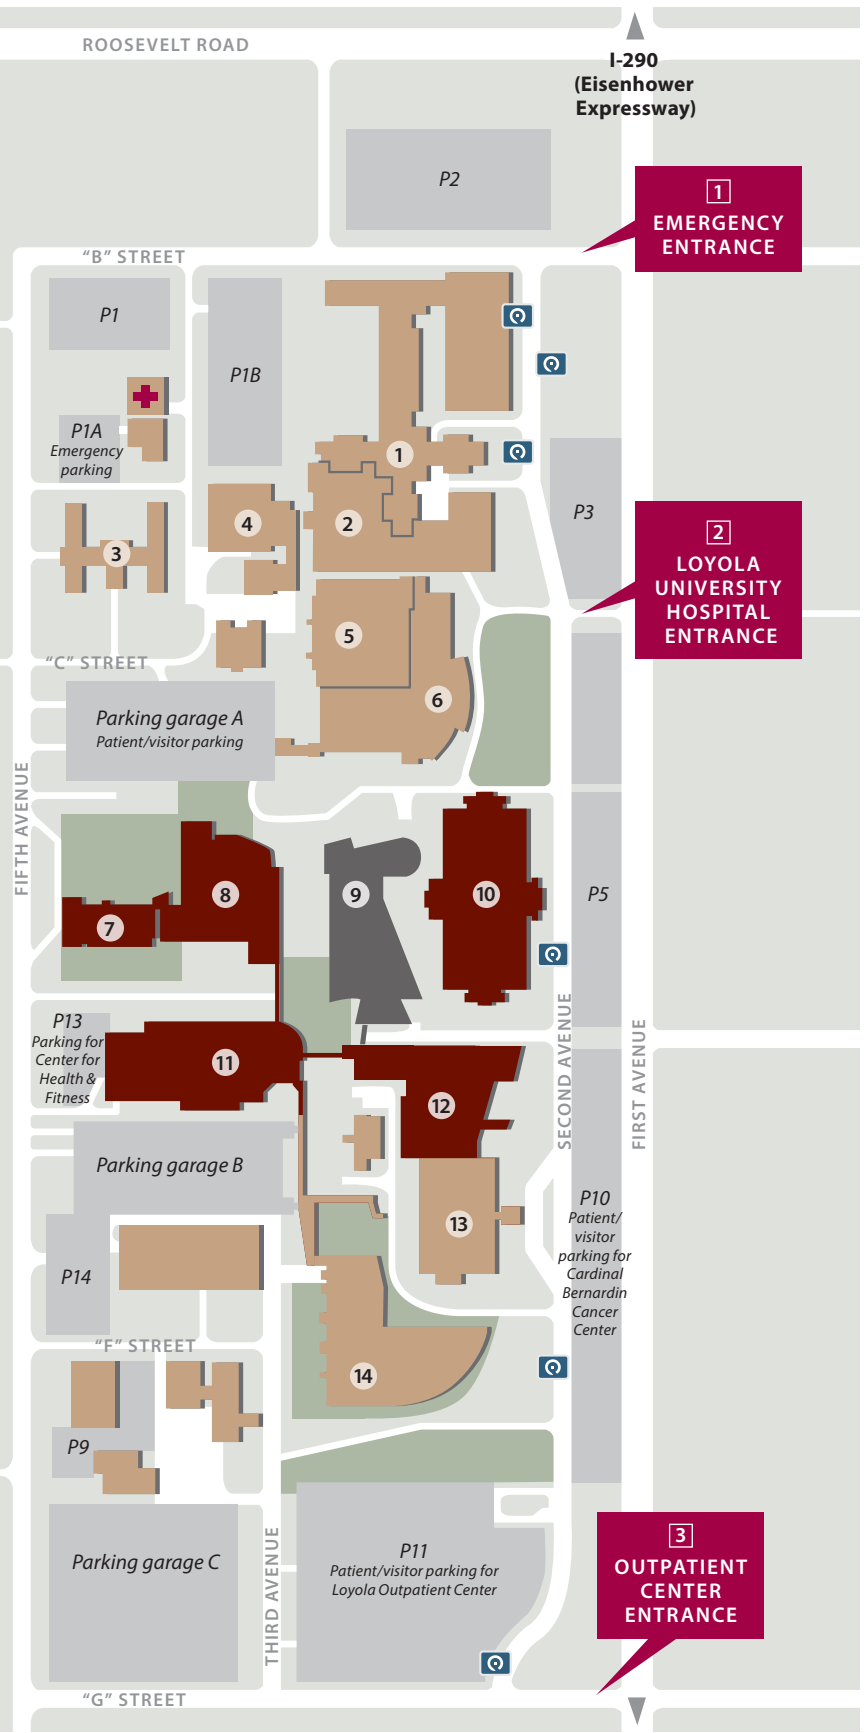 ROOSEVELT ROAD
I-290
(Eisenhower
Expressway)
P2
1
EMERGENCY
ENTRANCE
“B” STREET
P1
P1B
P1A
Emergency
parking
1
P3
2
LOYOLA
UNIVERSITY
HOSPITAL
ENTRANCE
4
2
3
5
“C” STREET
6
Parking garage A
Patient/visitor parking
FIFTH AVENUE
8
9
10
P5
7
P13
Parking for
Center for
Health &
Fitness
11
12
SECOND AVENUE
FIRST AVENUE
Parking garage B
13
P10
Patient/
visitor
parking for
Cardinal
Bernardin
Cancer
Center
P14
“F” STREET
14
P9
Parking garage C
THIRD AVENUE
P11
Patient/visitor parking for
Loyola Outpatient Center
3
OUTPATIENT
CENTER
ENTRANCE
“G” STREET